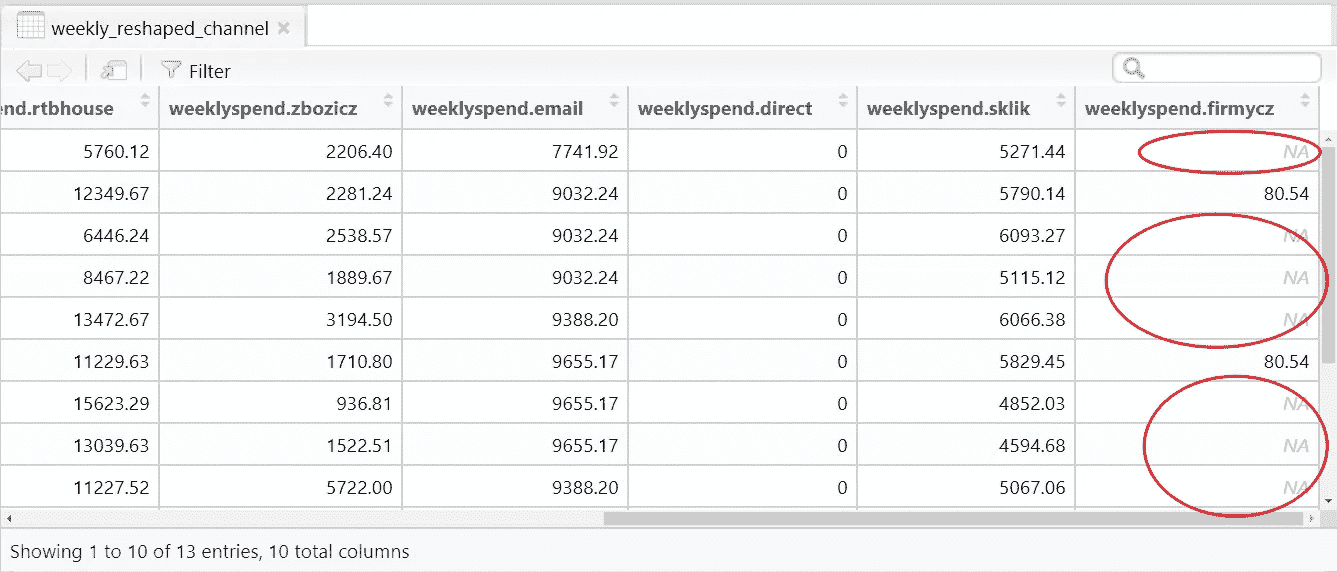 weekly_reshaped_channel
Filter
end.rtbhouse weeklyspend.zbozicz weeklyspend.email weeklyspend.direct weeklyspend.sklik weeklyspend.firmycz
5760.12 2206.40 7741.92 0 5271.44 NA
12349.67 2281.24 9032.24 0 5790.14 80.54
6446.24 2538.57 9032.24 0 6093.27 NA
8467.22 1889.67 9032.24 0 5115.12 NA
13472.67 3194.50 9388.20 0 6066.38 NA
11229.63 1710.80 9655.17 0 5829.45 80.54
15623.29 936.81 9655.17 0 4852.03 NA
13039.63 1522.51 9655.17 0 4594.68 NA
11227.52 5722.00 9388.20 0 5067.06 NA
Showing 1 to 10 of 13 entries, 10 total columns